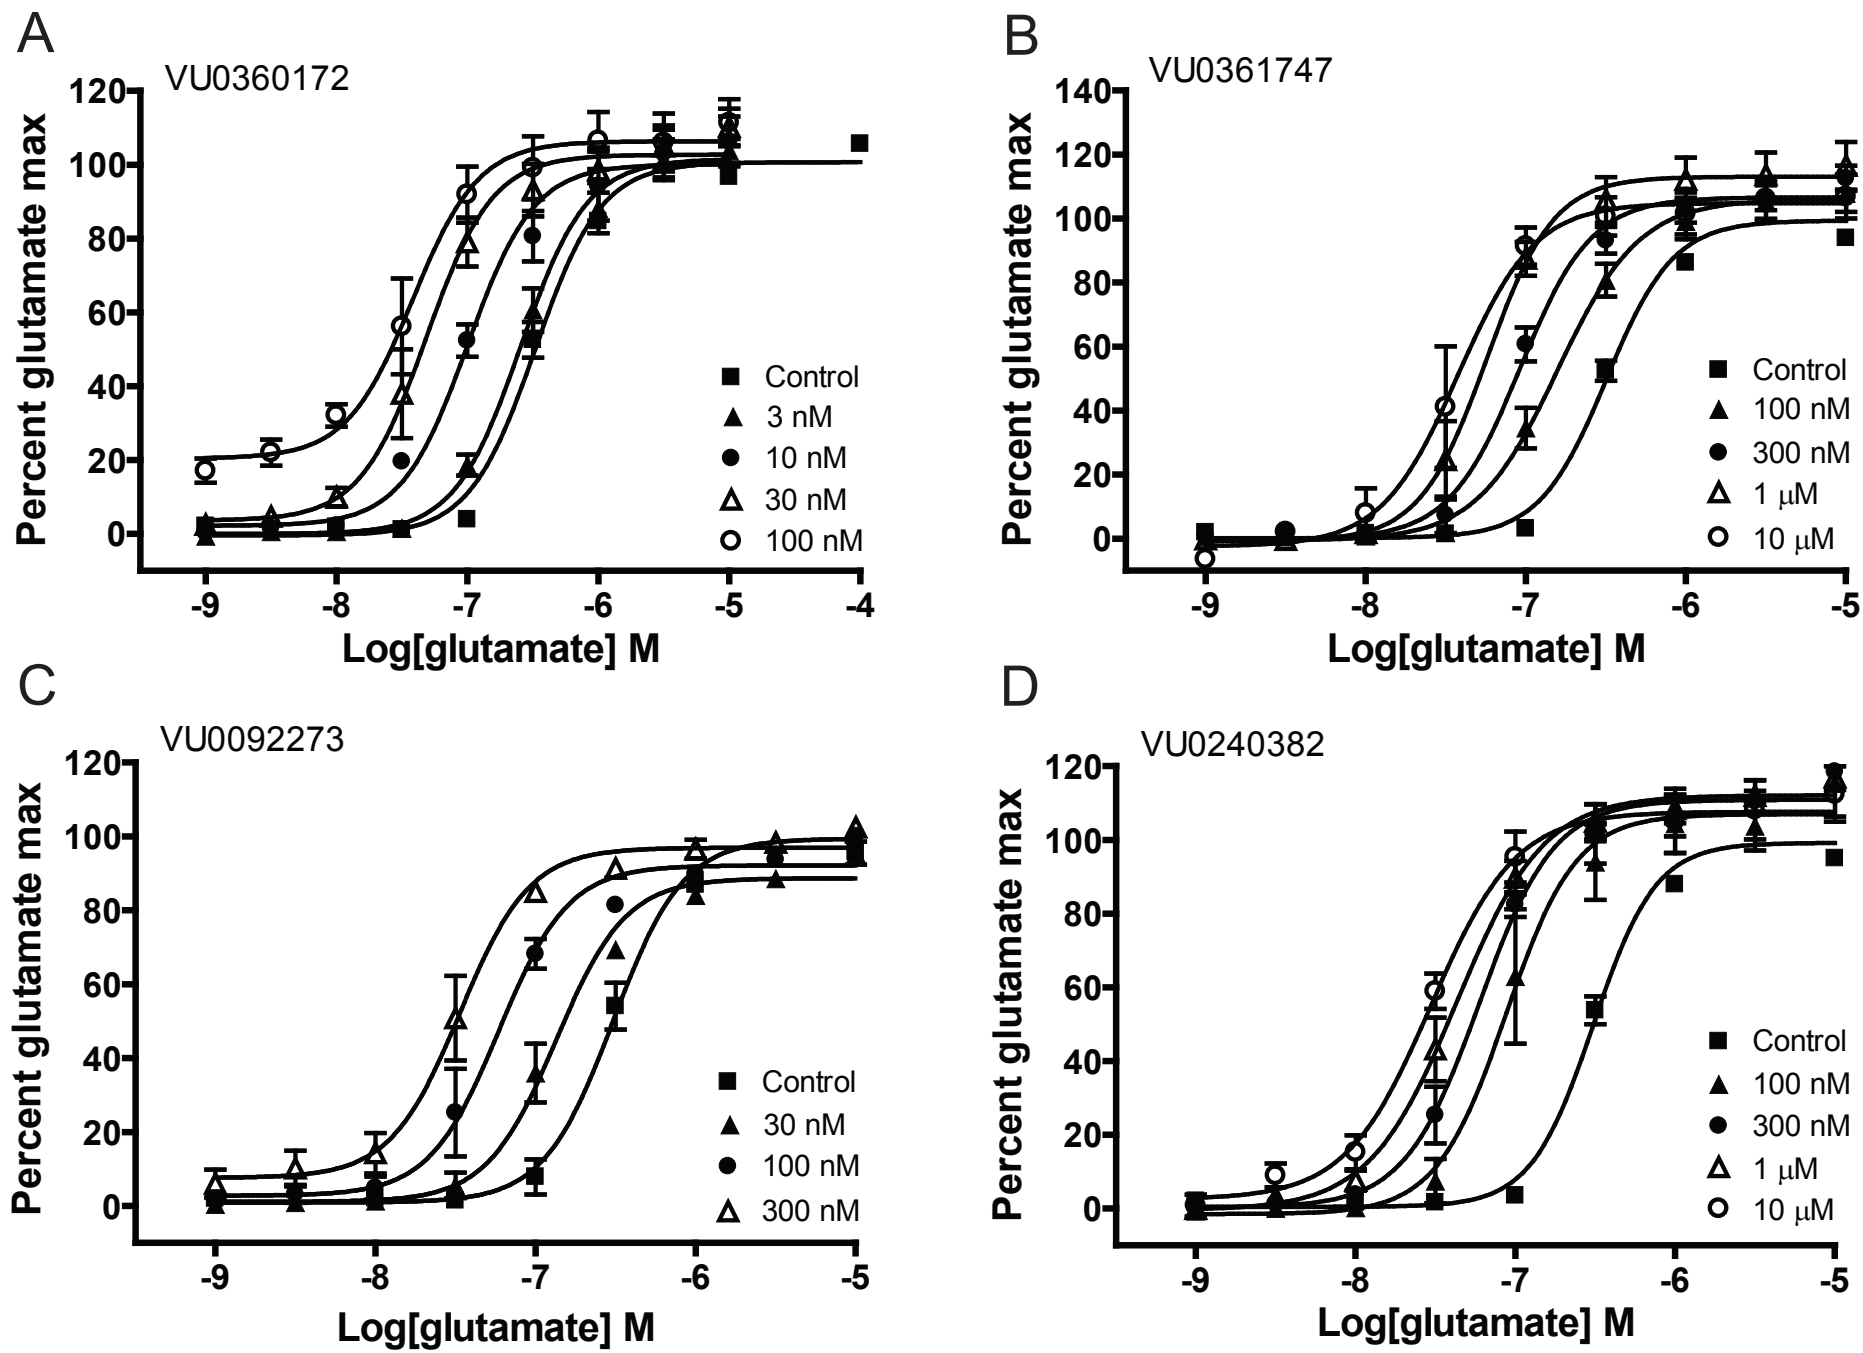 A
VU0360172
Percent glutamate max
120
100
80
60
40
20
0
Control
3 nM
10 nM
30 nM
100 nM
-9 -8 -7 -6 -5 -4
Log[glutamate] M
B
VU0361747
Percent glutamate max
140
120
100
80
60
40
20
0
Control
100 nM
300 nM
1 μM
10 μM
-9 -8 -7 -6 -5
Log[glutamate] M
C
VU0092273
Percent glutamate max
120
100
80
60
40
20
0
Control
30 nM
100 nM
300 nM
-9 -8 -7 -6 -5
Log[glutamate] M
D
VU0240382
Percent glutamate max
120
100
80
60
40
20
0
Control
100 nM
300 nM
1 μM
10 μM
-9 -8 -7 -6 -5
Log[glutamate] M